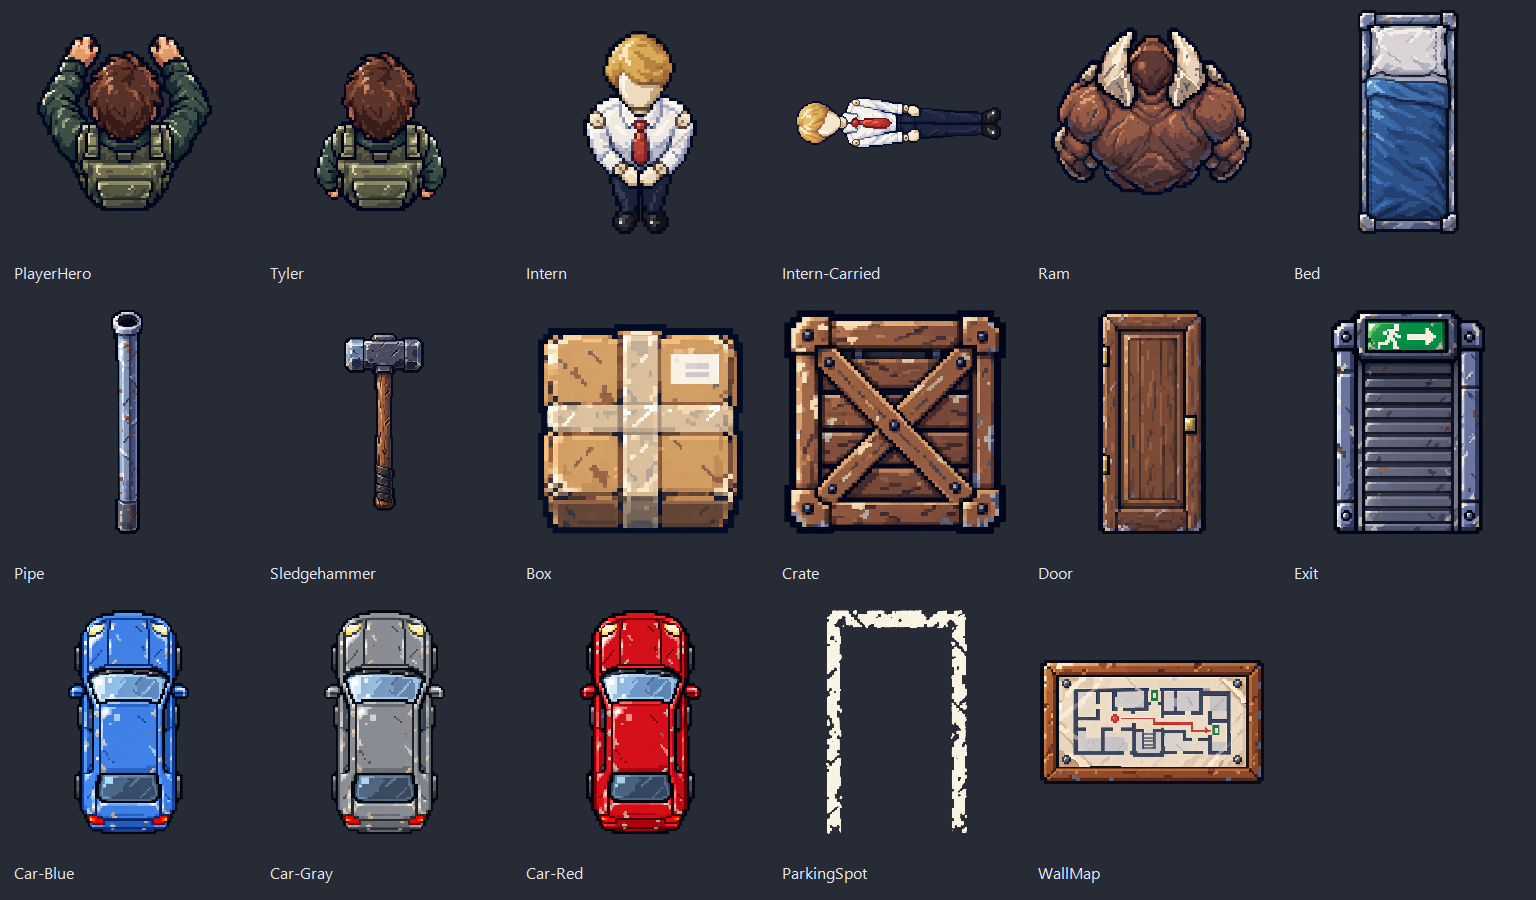 PlayerHero
Tyler
Intern
Intern-Carried
Ram
Bed
Pipe
Sledgehammer
Box
Crate
Door
Exit
Car-Blue
Car-Gray
Car-Red
ParkingSpot
WallMap